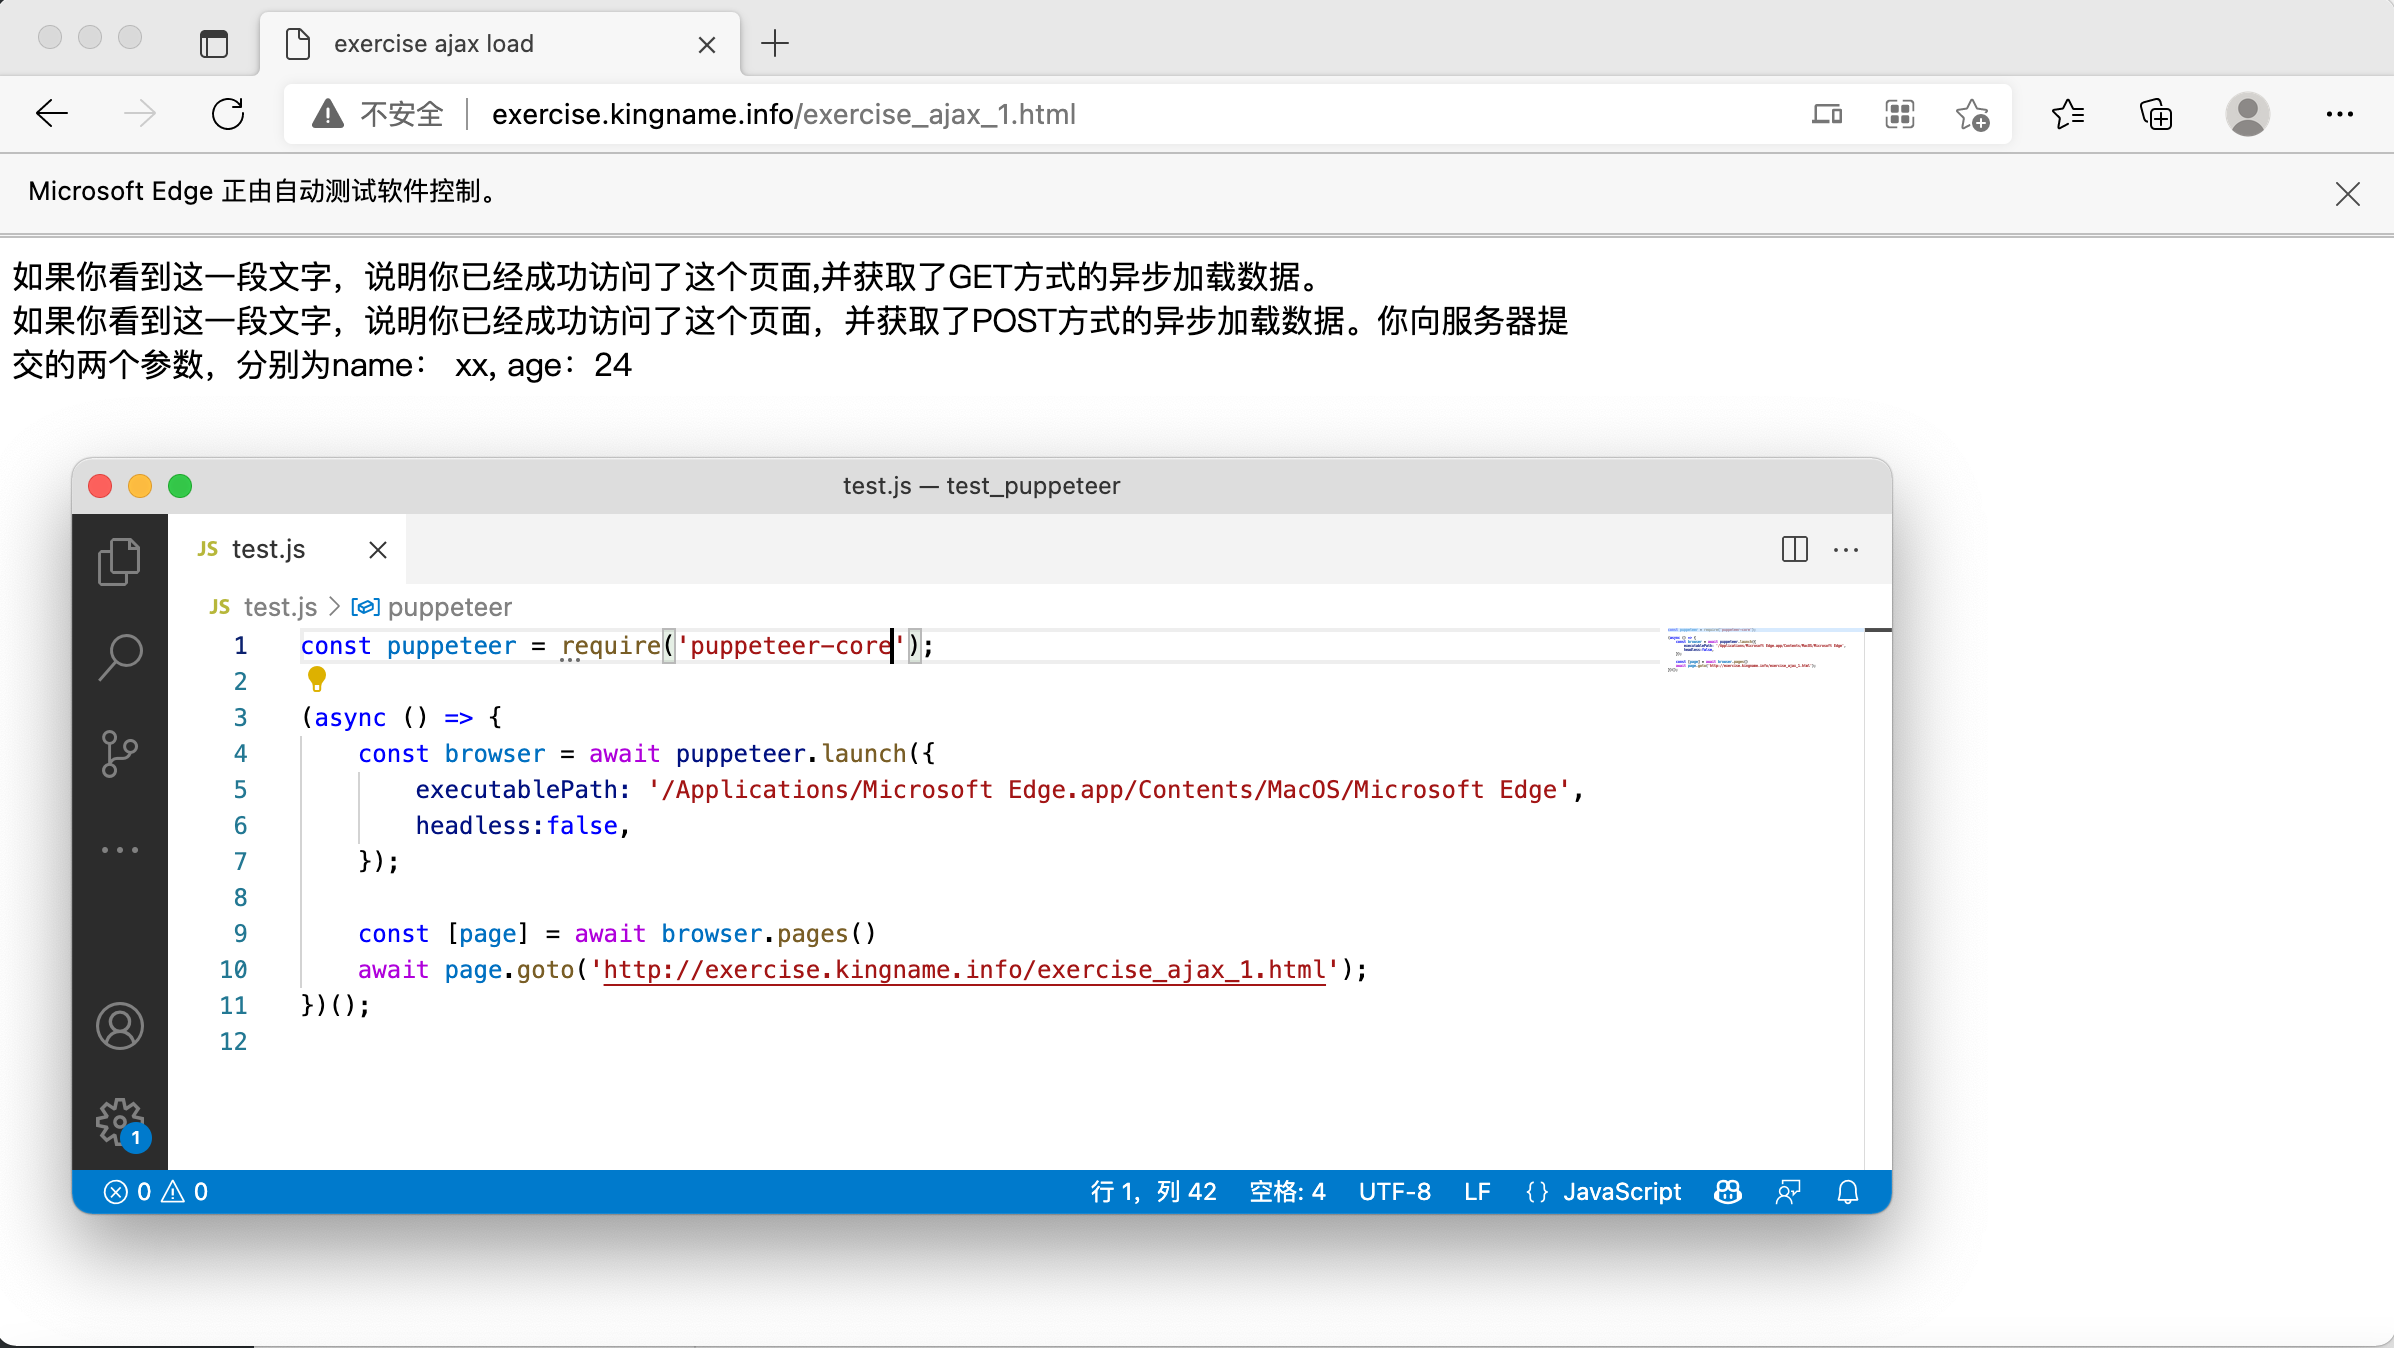 exercise ajax load
不安全 exercise.kingname.info/exercise_ajax_1.html
Microsoft Edge 正由自动测试软件控制。
如果你看到这一段文字，说明你已经成功访问了这个页面,并获取了GET方式的异步加载数据。
如果你看到这一段文字，说明你已经成功访问了这个页面，并获取了POST方式的异步加载数据。你向服务器提
交的两个参数，分别为name： xx, age：24
test.js — test_puppeteer
JS test.js
JS test.js puppeteer
1 const puppeteer = require('puppeteer-core');
2
3 (async () => {
4     const browser = await puppeteer.launch({
5         executablePath: '/Applications/Microsoft Edge.app/Contents/MacOS/Microsoft Edge',
6         headless:false,
7     });
8
9     const [page] = await browser.pages()
10     await page.goto('http://exercise.kingname.info/exercise_ajax_1.html');
11 })();
12
1
0 0 行 1，列 42 空格: 4 UTF-8 LF {} JavaScript